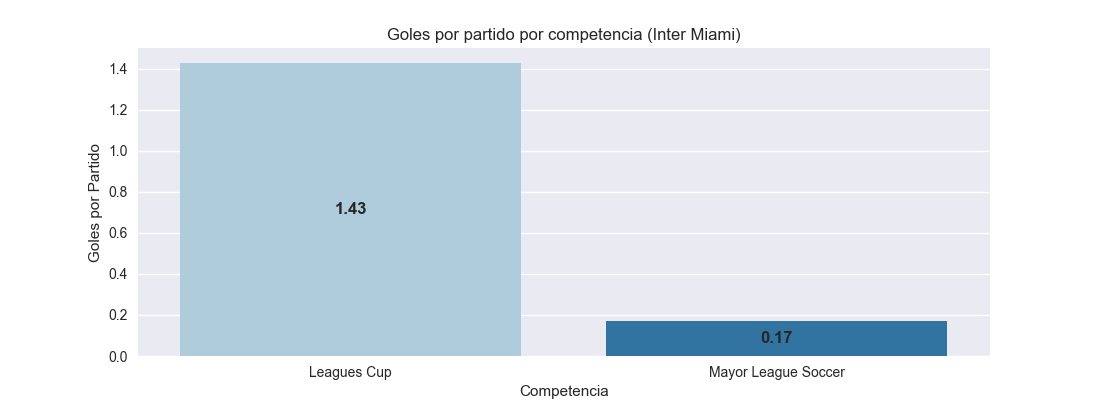 Goles por partido por competencia (Inter Miami)
Goles por Partido
1.4
1.2
1.0
0.8
0.6
0.4
0.2
0.0
1.43
0.17
Leagues Cup
Mayor League Soccer
Competencia